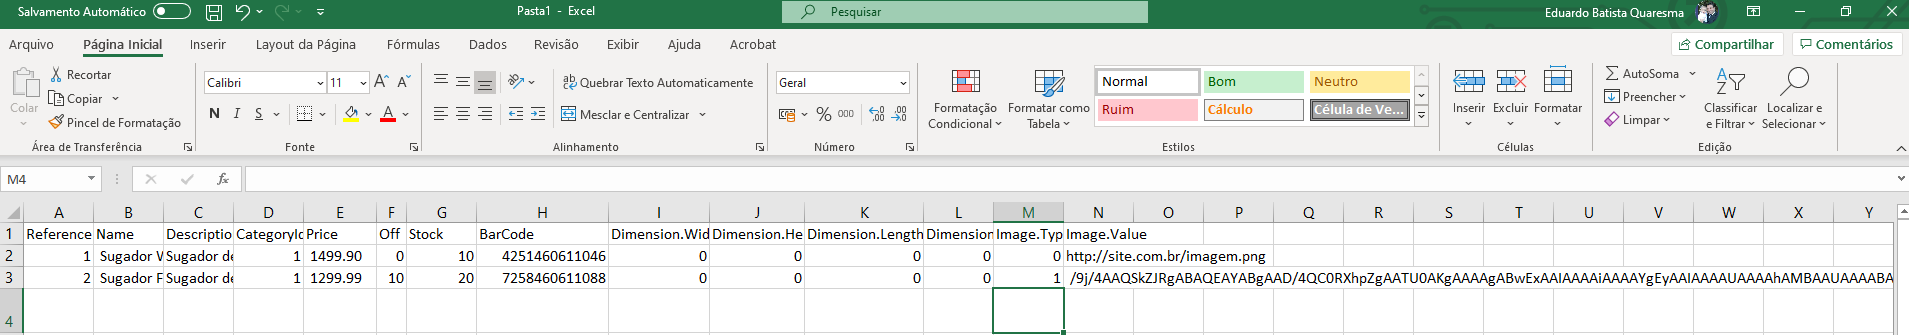 Salvamento Automático
Pasta1 - Excel
Pesquisar
Eduardo Batista Quaresma
Arquivo Página Inicial Inserir Layout da Página Fórmulas Dados Revisão Exibir Ajuda Acrobat Compartilhar Comentários
Colar
Recortar
Copiar
Pincel de Formatação
Área de Transferência
Calibri 11 A A
N I S A
Fonte
ab Quebrar Texto Automaticamente
Mesclar e Centralizar
Alinhamento
Geral
% 000 ,00 ,00
Número
Formatação Condicional
Formatar como Tabela
Normal Bom Neutro
Ruim Cálculo Célula de Ve...
Estilos
Inserir Excluir Formatar
Células
AutoSoma
Preencher
Limpar
Classificar e Filtrar
Localizar e Selecionar
Edição
M4 fx
A B C D E F G H I J K L M N O P Q R S T U V W X Y
1 Reference Name Descriptio CategoryId Price Off Stock BarCode Dimension.Wid Dimension.He Dimension.Length Dimension Image.Typ Image.Value
2 1 Sugador W Sugador de 1 1499.90 0 10 4251460611046 0 0 0 0 0 http://site.com.br/imagem.png
3 2 Sugador F Sugador de 1 1299.99 10 20 7258460611088 0 0 0 0 1 /9j/4AAQSkZJRgABAQEAYABgAAD/4QC0RXhpZgAATU0AKgAAAAgABwExAAIAAAAiAAAAYgEyAAIAAAAUAAAAhAMBAAUAAAABA
4